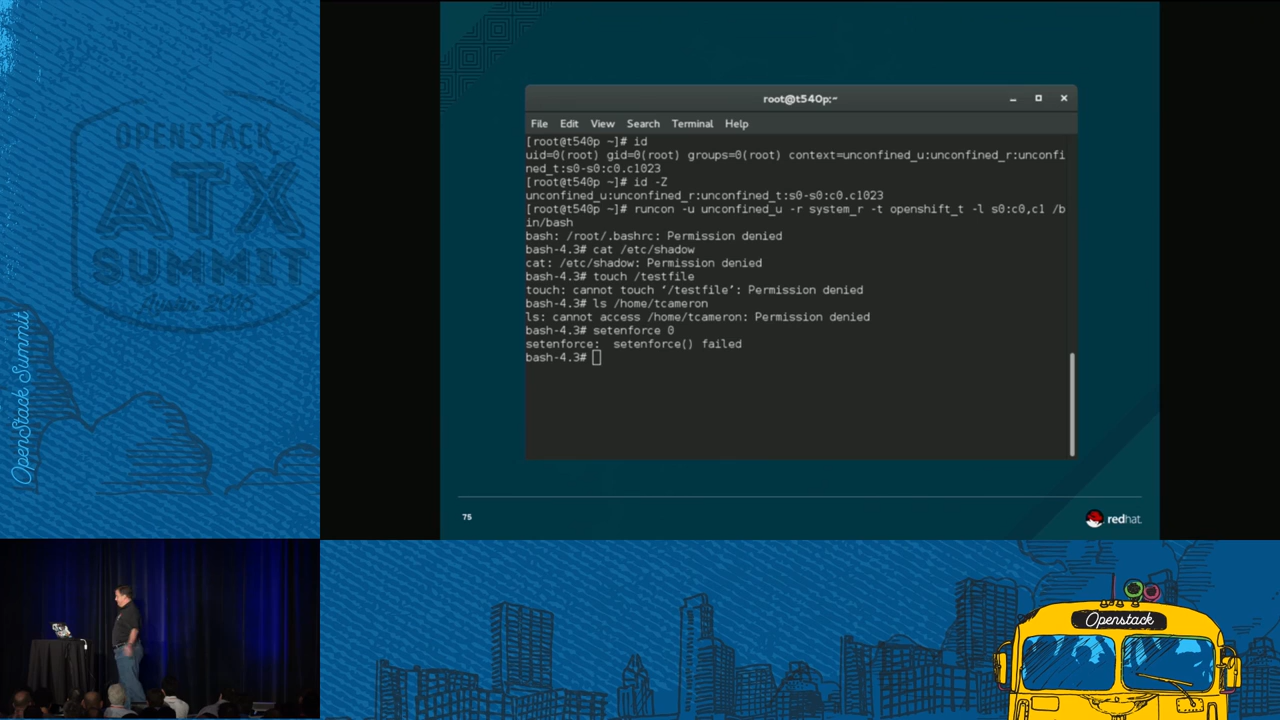 OPENSTACK
ATX
SUMMIT
Austin 2016
OpenStack Summit
root@t540p:~
File Edit View Search Terminal Help
[root@t540p ~]# id
uid=0(root) gid=0(root) groups=0(root) context=unconfined_u:unconfined_r:unconfi
ned_t:s0-s0:c0.c1023
[root@t540p ~]# id -Z
unconfined_u:unconfined_r:unconfined_t:s0-s0:c0.c1023
[root@t540p ~]# runcon -u unconfined_u -r system_r -t openshift_t -l s0:c0,c1 /b
in/bash
bash: /root/.bashrc: Permission denied
bash-4.3# cat /etc/shadow
cat: /etc/shadow: Permission denied
bash-4.3# touch /testfile
touch: cannot touch ‘/testfile’: Permission denied
bash-4.3# ls /home/tcameron
ls: cannot access /home/tcameron: Permission denied
bash-4.3# setenforce 0
setenforce:  setenforce() failed
bash-4.3#
75
redhat.
Openstack